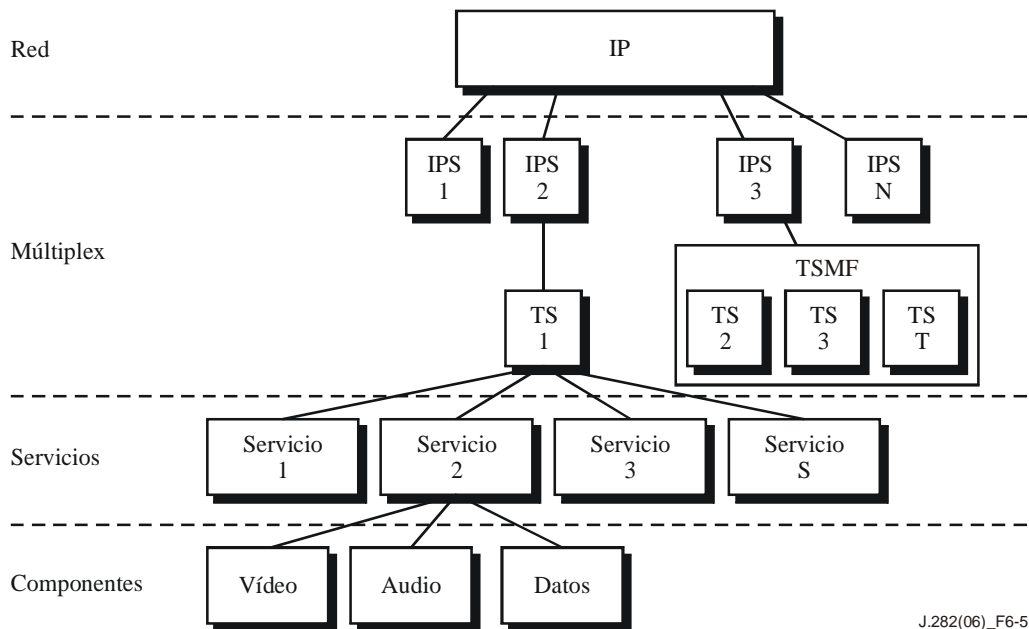 Red
IP
IPS
1
IPS
2
IPS
3
IPS
N
Múltiplex
TSMF
TS
1
TS
2
TS
3
TS
T
Servicios
Servicio
1
Servicio
2
Servicio
3
Servicio
S
Componentes
Vídeo
Audio
Datos
J.282(06)_F6-5